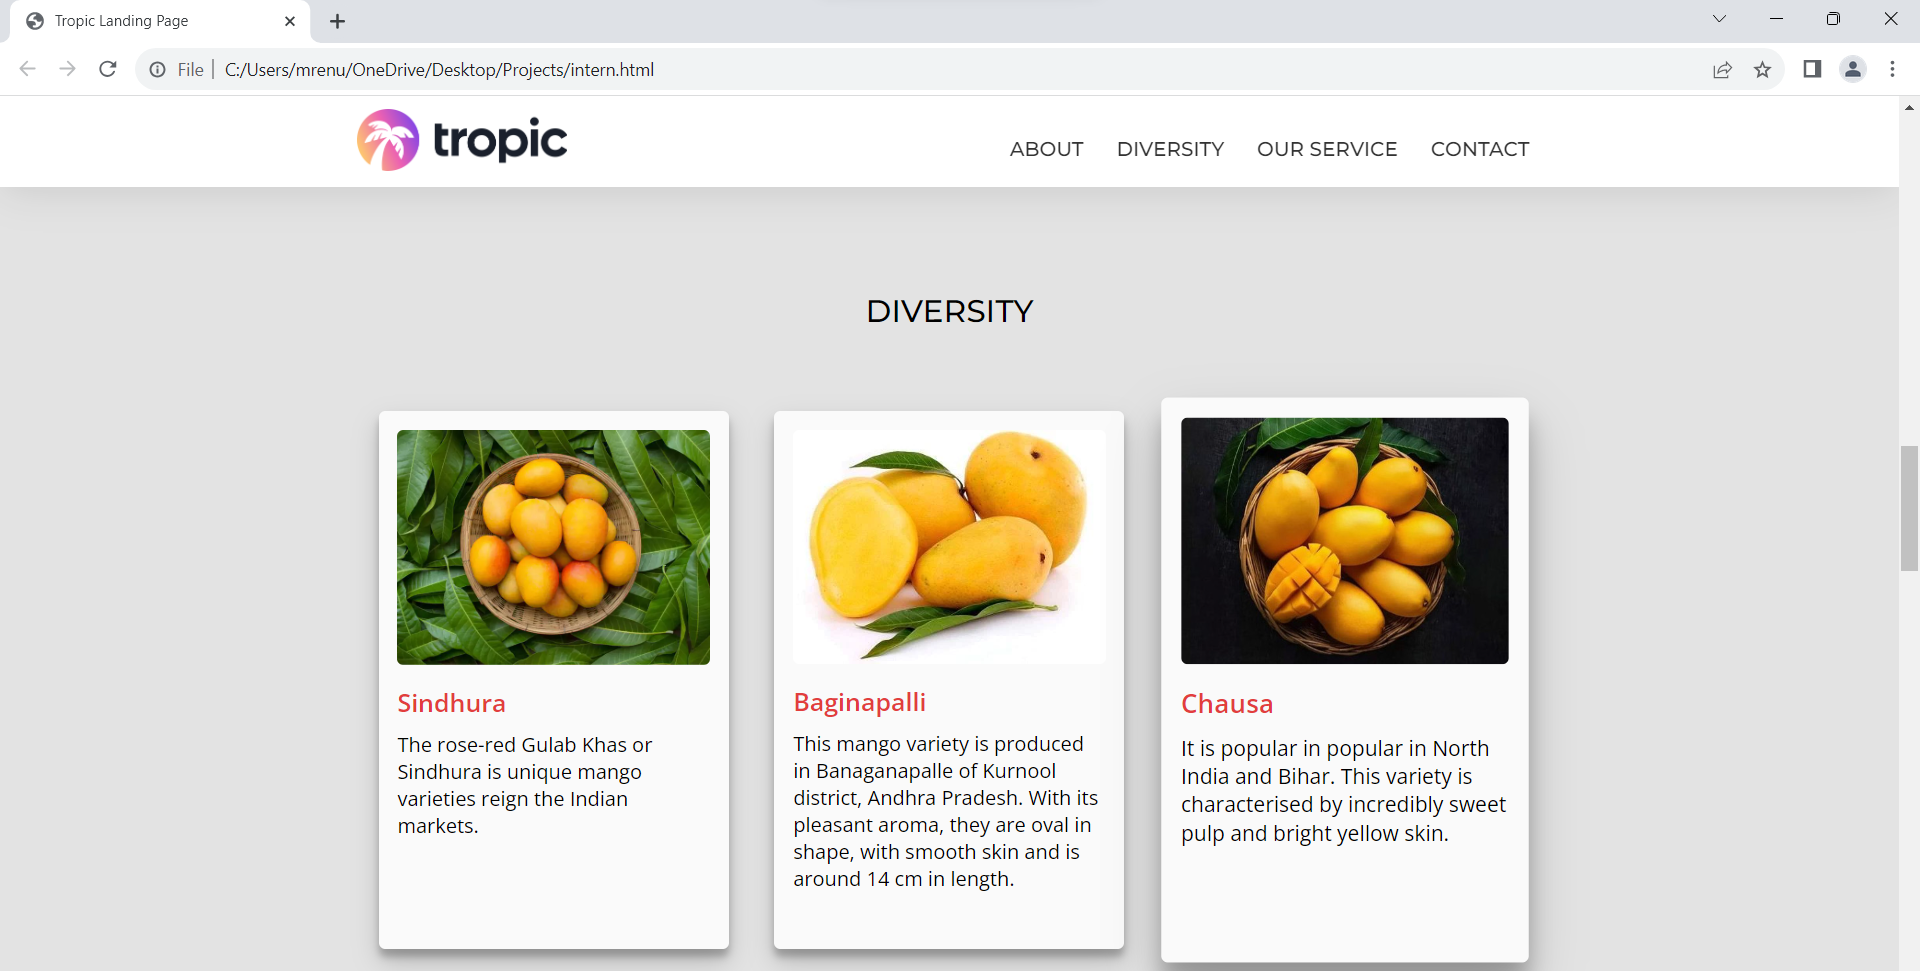 Tropic Landing Page
File C:/Users/mrenu/OneDrive/Desktop/Projects/intern.html
tropic
ABOUT DIVERSITY OUR SERVICE CONTACT
DIVERSITY
Sindhura
The rose-red Gulab Khas or
Sindhura is unique mango
varieties reign the Indian
markets.
Baginapalli
This mango variety is produced
in Banaganapalle of Kurnool
district, Andhra Pradesh. With its
pleasant aroma, they are oval in
shape, with smooth skin and is
around 14 cm in length.
Chausa
It is popular in popular in North
India and Bihar. This variety is
characterised by incredibly sweet
pulp and bright yellow skin.